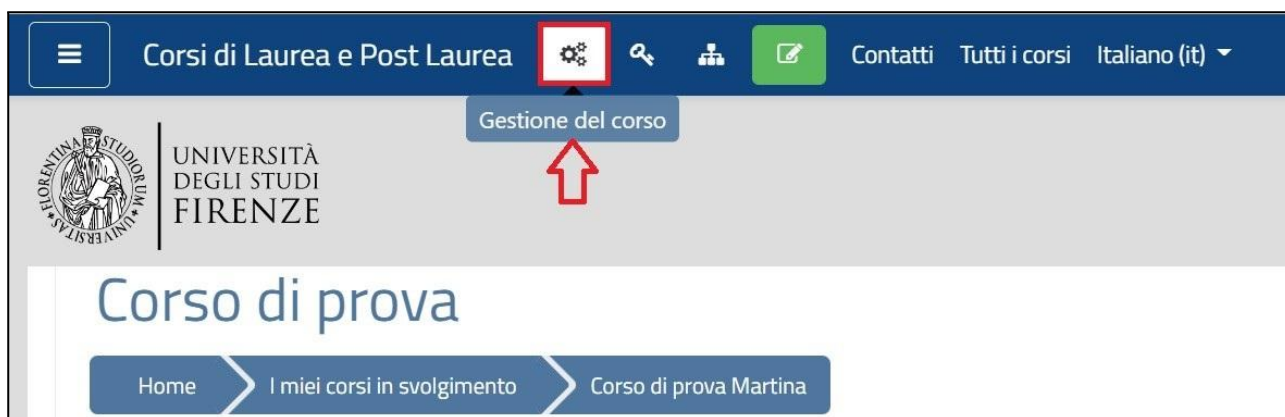 Corsi di Laurea e Post Laurea Contatti Tutti i corsi Italiano (it)
Gestione del corso
UNIVERSITÀ
DEGLI STUDI
FIRENZE
Corso di prova
Home I miei corsi in svolgimento Corso di prova Martina